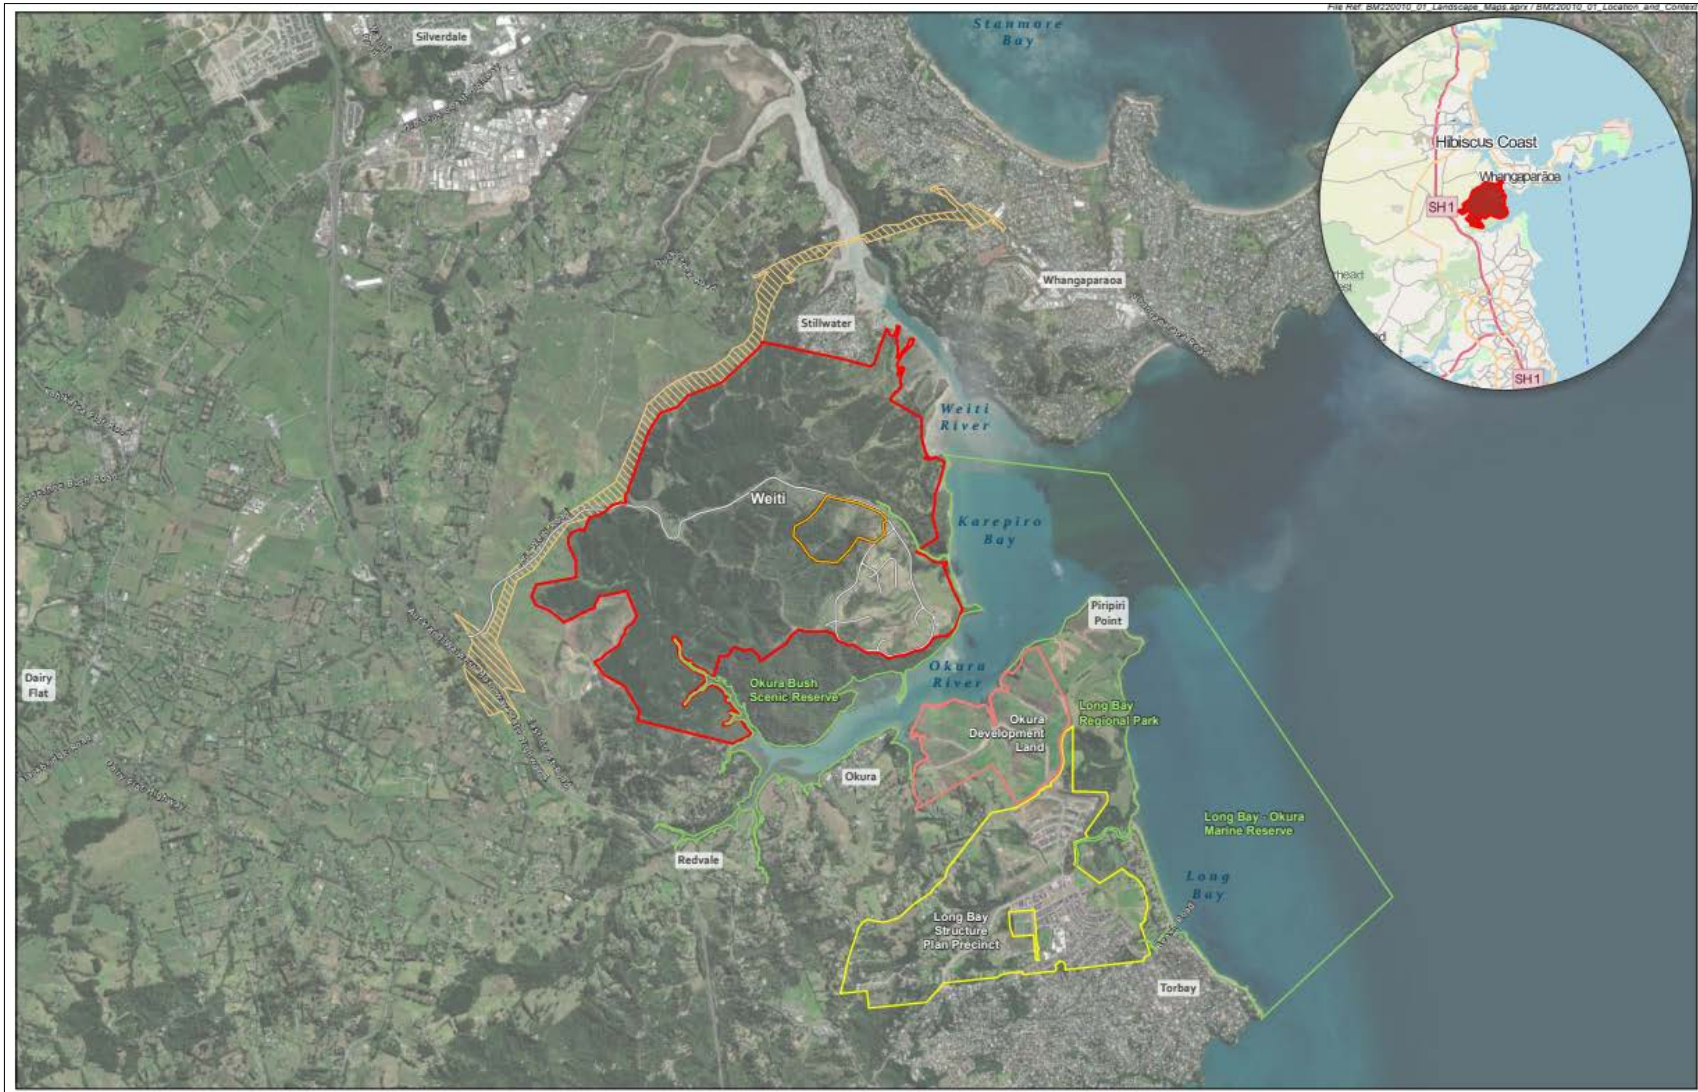 File Ref: BM220010_01_Landscape_Maps.aprx / BM220010_01_Location_and_Context
Stanmore
Bay
Silverdale
Hibiscus Coast
Whangaparāoa
SH1
SH1
Whangaparaoa
Stillwater
Weiti
River
Weiti
Karepiro
Bay
Piripiri
Point
Okura
River
Dairy
Flat
Okura Bush
Scenic Reserve
Long Bay
Regional Park
Okura
Development
Land
Okura
Long Bay - Okura
Marine Reserve
Redvale
Long
Bay
Long Bay
Structure
Plan Precinct
Torbay